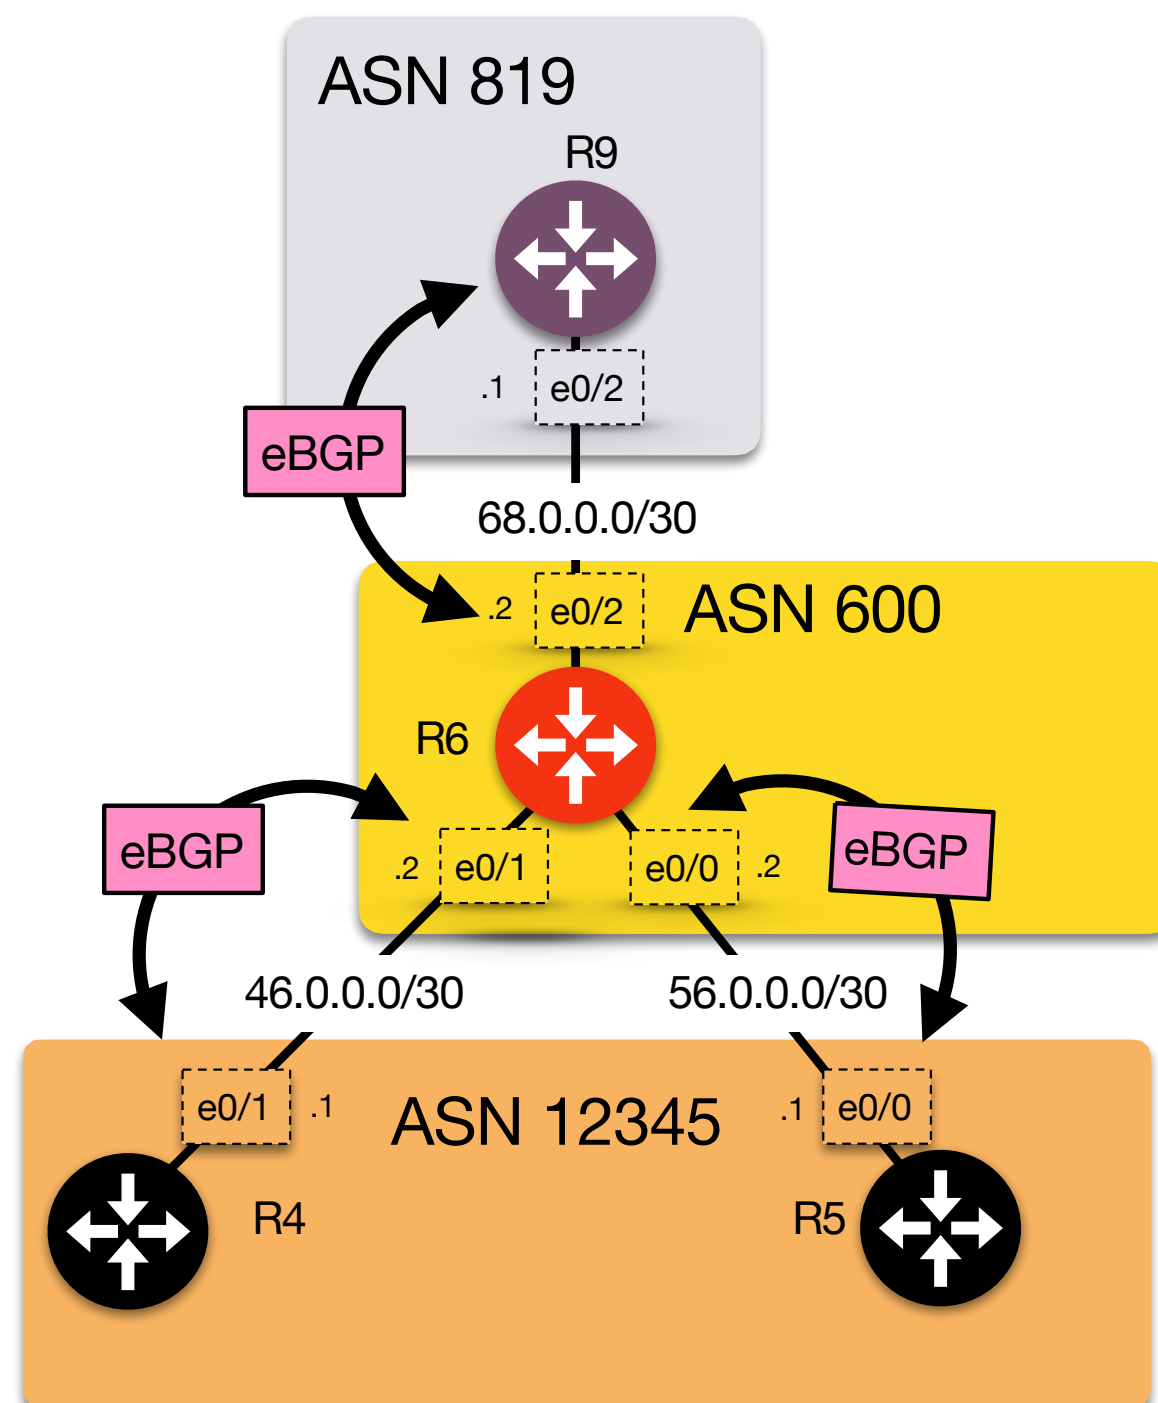 ASN 819
R9
.1
e0/2
eBGP
68.0.0.0/30
.2
e0/2
ASN 600
R6
eBGP
.2
e0/1
e0/0
.2
eBGP
46.0.0.0/30
56.0.0.0/30
e0/1
.1
ASN 12345
.1
e0/0
R4
R5